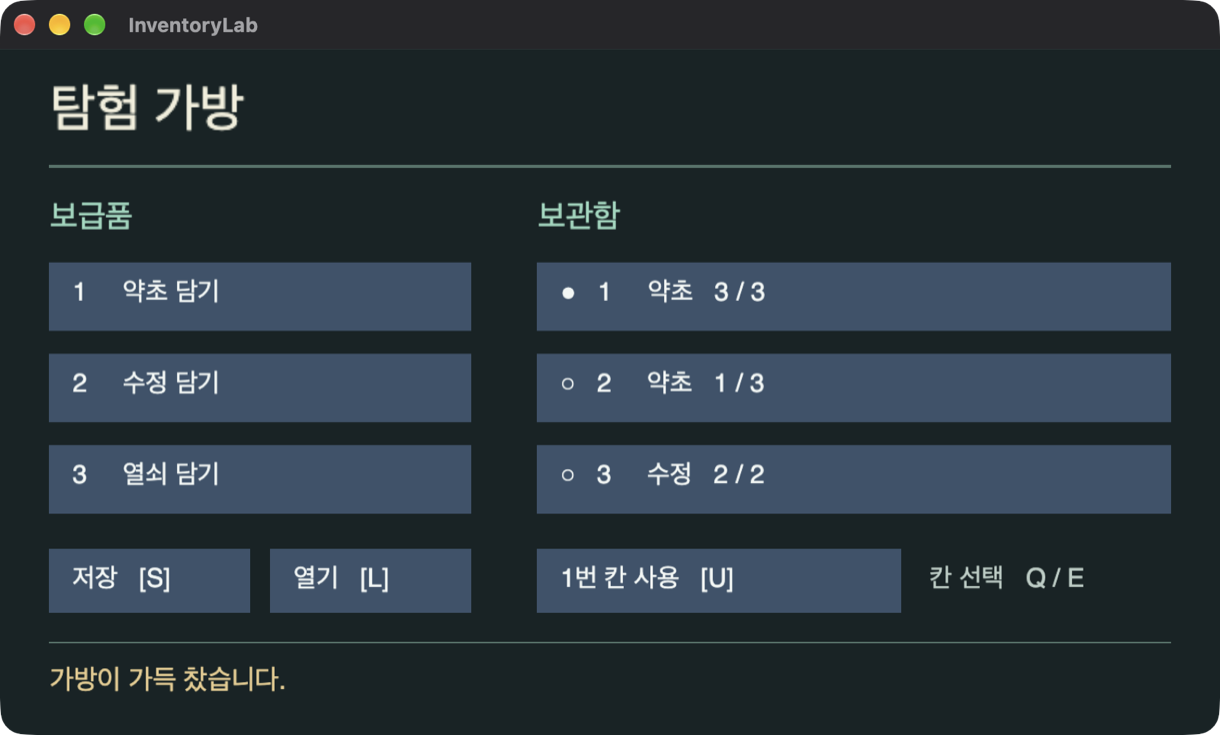 InventoryLab
탐험 가방
보급품
1 약초 담기
2 수정 담기
3 열쇠 담기
저장 [S]
열기 [L]
보관함
● 1 약초 3 / 3
○ 2 약초 1 / 3
○ 3 수정 2 / 2
1번 칸 사용 [U]
칸 선택 Q / E
가방이 가득 찼습니다.